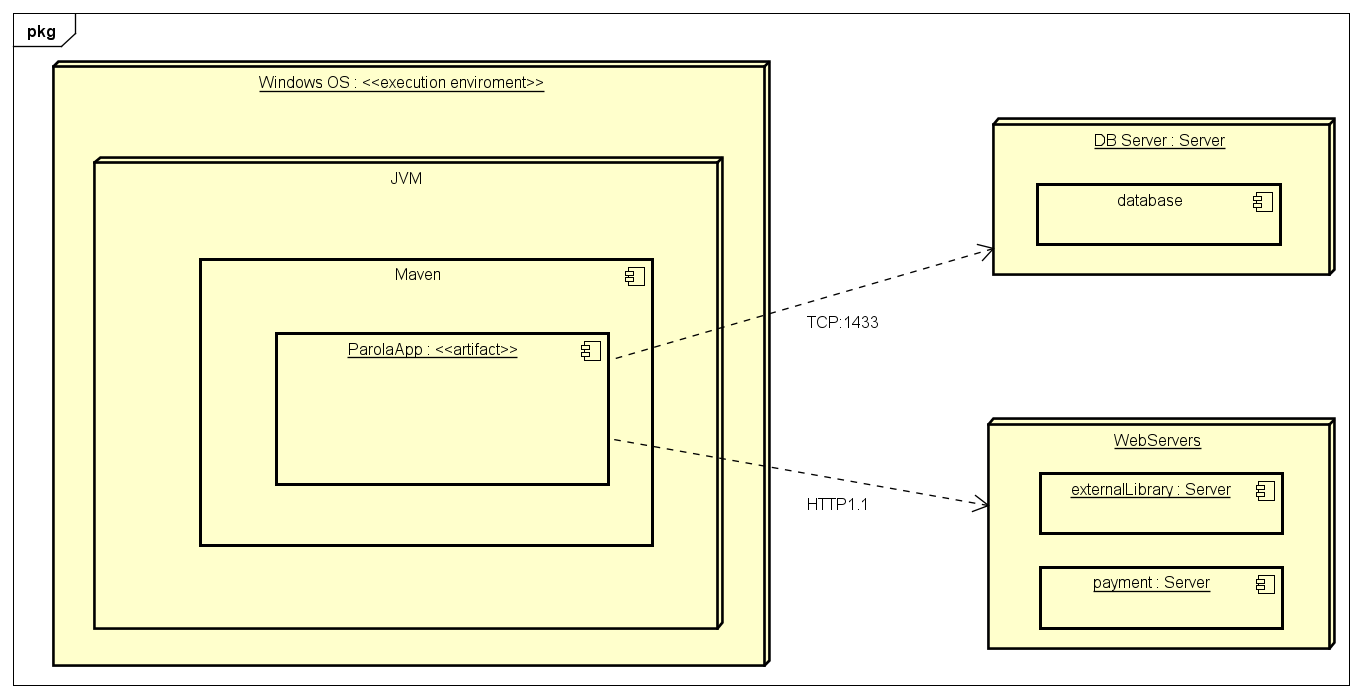 pkg
Windows OS : <<execution enviroment>>
JVM
Maven
ParolaApp : <<artifact>>
TCP:1433
HTTP1.1
DB Server : Server
database
WebServers
externalLibrary : Server
payment : Server